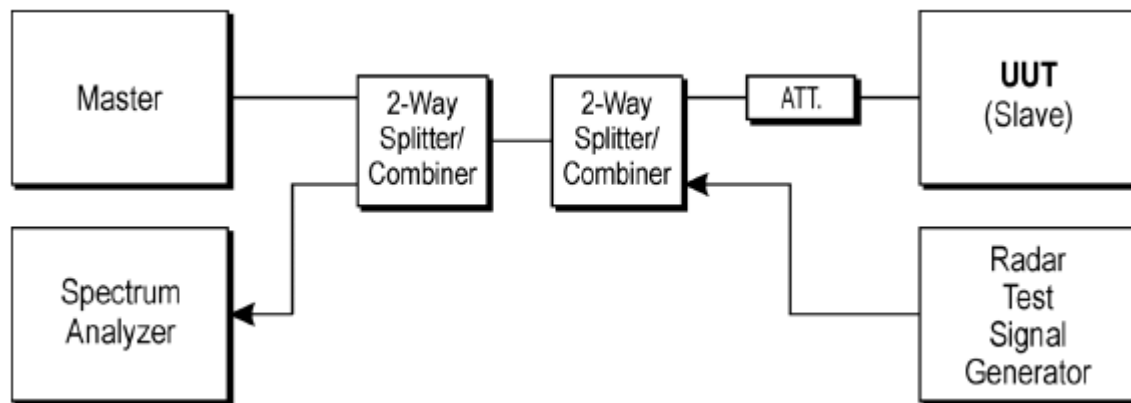 Master
2-Way
Splitter/
Combiner
2-Way
Splitter/
Combiner
ATT.
UUT
(Slave)
Spectrum
Analyzer
Radar
Test
Signal
Generator